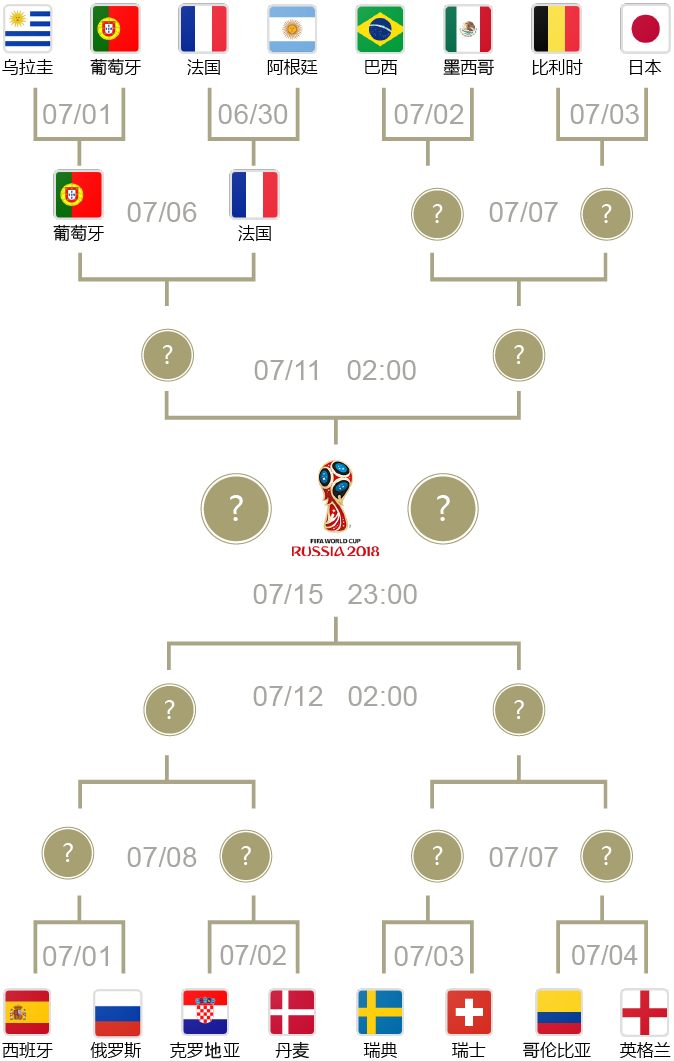 乌拉圭 葡萄牙 法国 阿根廷 巴西 墨西哥 比利时 日本
07/01 06/30 07/02 07/03
07/06 ? 07/07 ?
葡萄牙 法国
? ?
07/11 02:00
? ?
FIFA WORLD CUP
RUSSIA 2018
07/15 23:00
07/12 02:00
? ?
? 07/08 ? ? 07/07 ?
07/01 07/02 07/03 07/04
西班牙 俄罗斯 克罗地亚 丹麦 瑞典 瑞士 哥伦比亚 英格兰